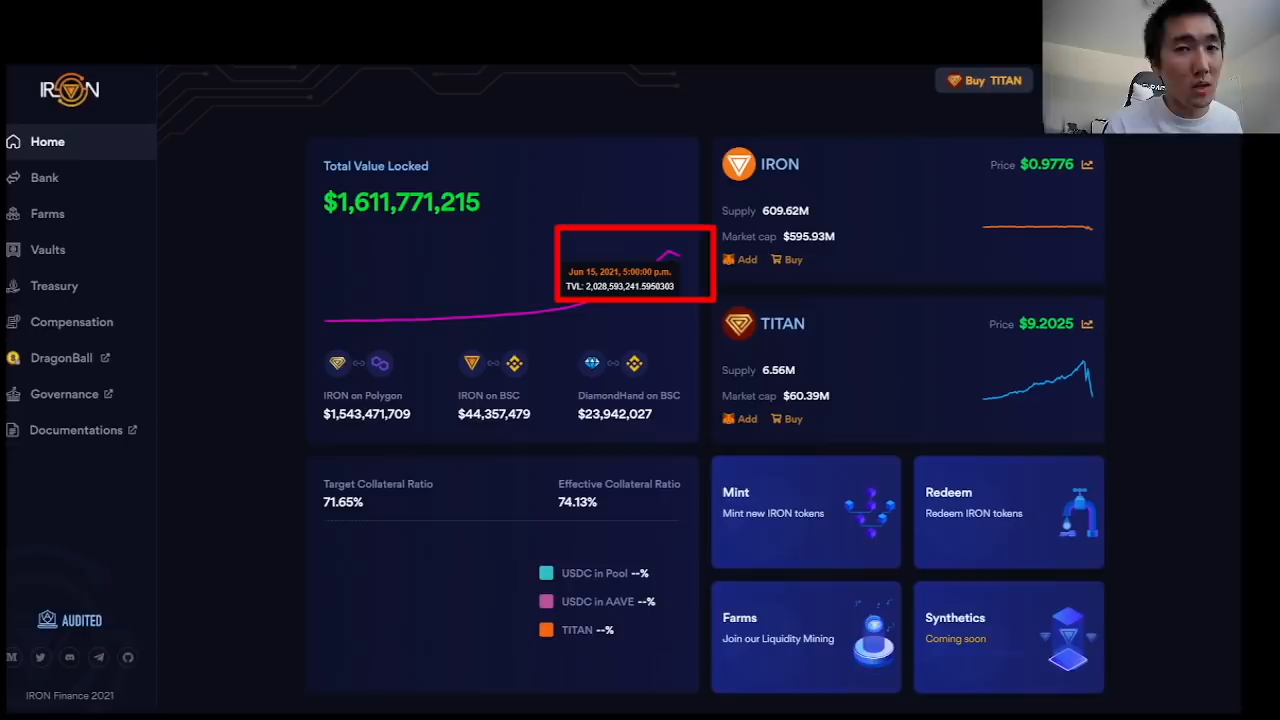 IRON
Buy TITAN
Home
Bank
Farms
Vaults
Treasury
Compensation
DragonBall
Governance
Documentations
AUDITED
IRON Finance 2021
Total Value Locked
$1,611,771,215
Jun 15, 2021, 5:00:00 p.m.
TVL: 2,028,593,241.5950303
IRON on Polygon
$1,543,471,709
IRON on BSC
$44,357,479
DiamondHand on BSC
$23,942,027
IRON
Price $0.9776
Supply 609.62M
Market cap $595.93M
Add Buy
TITAN
Price $9.2025
Supply 6.56M
Market cap $60.39M
Add Buy
Target Collateral Ratio
71.65%
Effective Collateral Ratio
74.13%
USDC in Pool --%
USDC in AAVE --%
TITAN --%
Mint
Mint new IRON tokens
Redeem
Redeem IRON tokens
Farms
Join our Liquidity Mining
Synthetics
Coming soon